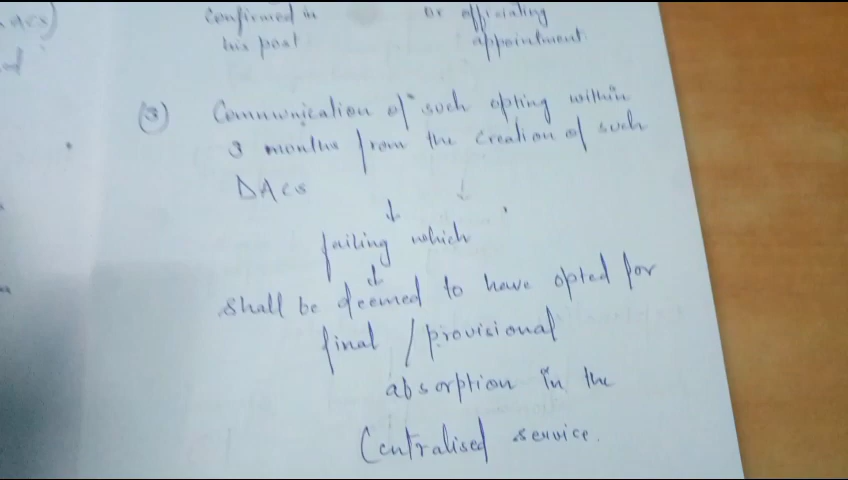 DACs)
confirmed in or officiating
his post appointment
(3) Communication of such opting within
3 months from the creation of such
DACs
↓
failing which
↓
shall be deemed to have opted for
final / provisional
absorption in the
Centralised service.